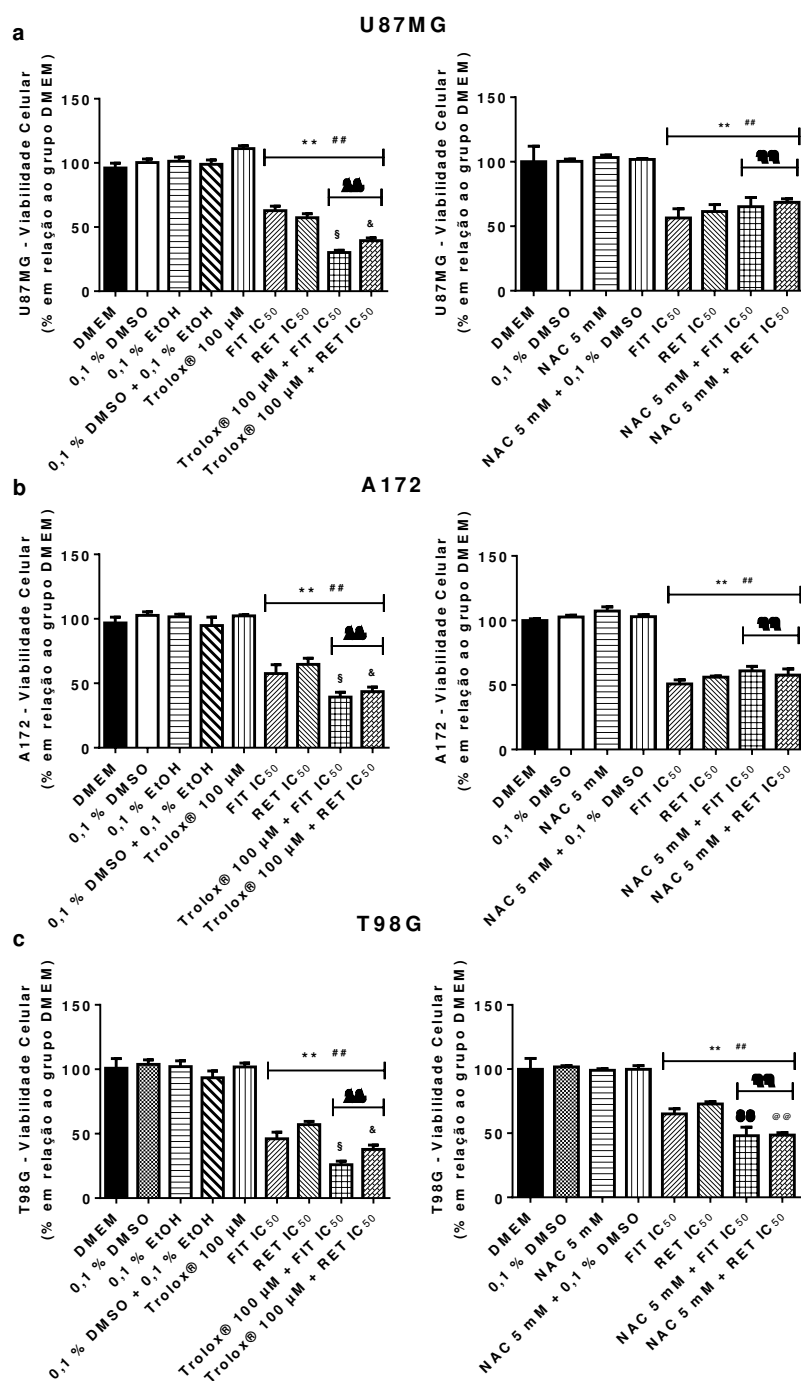 U87MG
a
U87MG - Viabilidade Celular
(% em relação ao grupo DMEM)
150
100
50
0
** ##
§
&
DMEM
0,1 % DMSO
0,1 % EtOH
0,1 % DMSO + 0,1 % EtOH
Trolox® 100 µM
FIT IC50
RET IC50
Trolox® 100 µM + FIT IC50
Trolox® 100 µM + RET IC50
U87MG - Viabilidade Celular
(% em relação ao grupo DMEM)
150
100
50
0
** ##
DMEM
0,1 % DMSO
NAC 5 mM
NAC 5 mM + 0,1 % DMSO
FIT IC50
RET IC50
NAC 5 mM + FIT IC50
NAC 5 mM + RET IC50
b
A172
A172 - Viabilidade Celular
(% em relação ao grupo DMEM)
150
100
50
0
** ##
§
&
DMEM
0,1 % DMSO
0,1 % EtOH
0,1 % DMSO + 0,1 % EtOH
Trolox® 100 µM
FIT IC50
RET IC50
Trolox® 100 µM + FIT IC50
Trolox® 100 µM + RET IC50
A172 - Viabilidade Celular
(% em relação ao grupo DMEM)
150
100
50
0
** ##
DMEM
0,1 % DMSO
NAC 5 mM
NAC 5 mM + 0,1 % DMSO
FIT IC50
RET IC50
NAC 5 mM + FIT IC50
NAC 5 mM + RET IC50
c
T98G
T98G - Viabilidade Celular
(% em relação ao grupo DMEM)
150
100
50
0
** ##
§
&
DMEM
0,1 % DMSO
0,1 % EtOH
0,1 % DMSO + 0,1 % EtOH
Trolox® 100 µM
FIT IC50
RET IC50
Trolox® 100 µM + FIT IC50
Trolox® 100 µM + RET IC50
T98G - Viabilidade Celular
(% em relação ao grupo DMEM)
150
100
50
0
** ##
@@
DMEM
0,1 % DMSO
NAC 5 mM
NAC 5 mM + 0,1 % DMSO
FIT IC50
RET IC50
NAC 5 mM + FIT IC50
NAC 5 mM + RET IC50